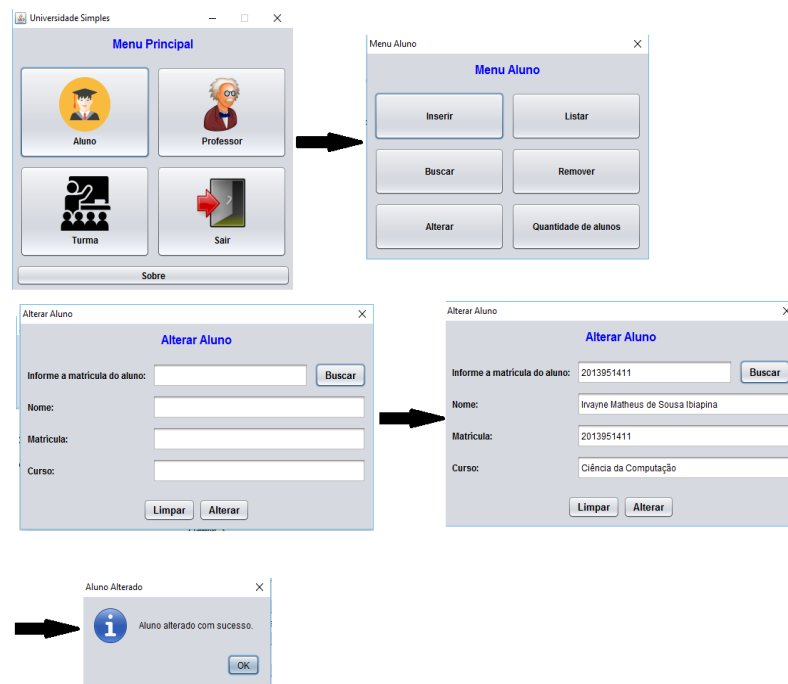 Universidade Simples
Menu Principal
Aluno
Professor
Turma
Sair
Sobre
Menu Aluno
Menu Aluno
Inserir
Listar
Buscar
Remover
Alterar
Quantidade de alunos
Alterar Aluno
Alterar Aluno
Informe a matrícula do aluno:
Buscar
Nome:
Matrícula:
Curso:
Limpar
Alterar
Alterar Aluno
Alterar Aluno
Informe a matrícula do aluno: 2013951411
Buscar
Nome: Irvayne Matheus de Sousa Ibiapina
Matrícula: 2013951411
Curso: Ciência da Computação
Limpar
Alterar
Aluno Alterado
Aluno alterado com sucesso.
OK